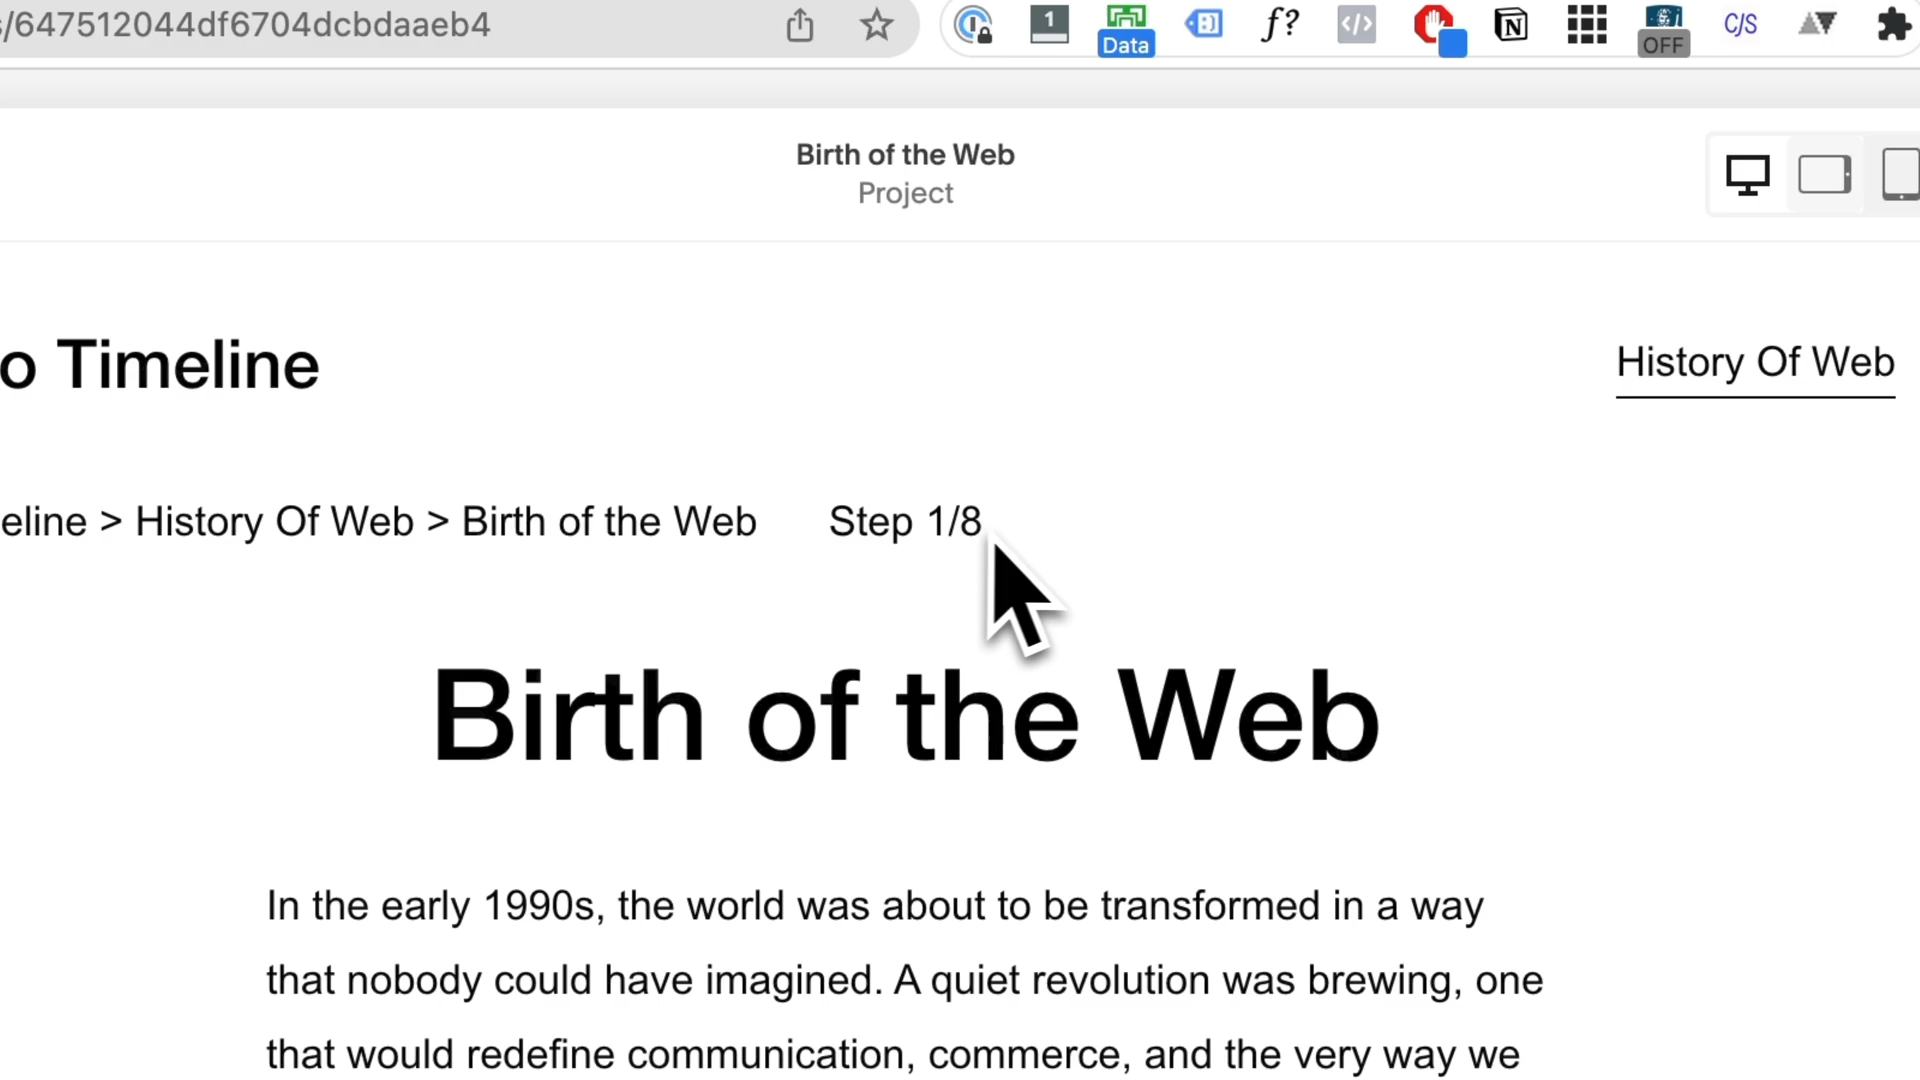 /647512044df6704dcbdaaeb4
1
Data
f?
OFF
C/S
Birth of the Web
Project
o Timeline
History Of Web
eline > History Of Web > Birth of the Web
Step 1/8
Birth of the Web
In the early 1990s, the world was about to be transformed in a way
that nobody could have imagined. A quiet revolution was brewing, one
that would redefine communication, commerce, and the very way we